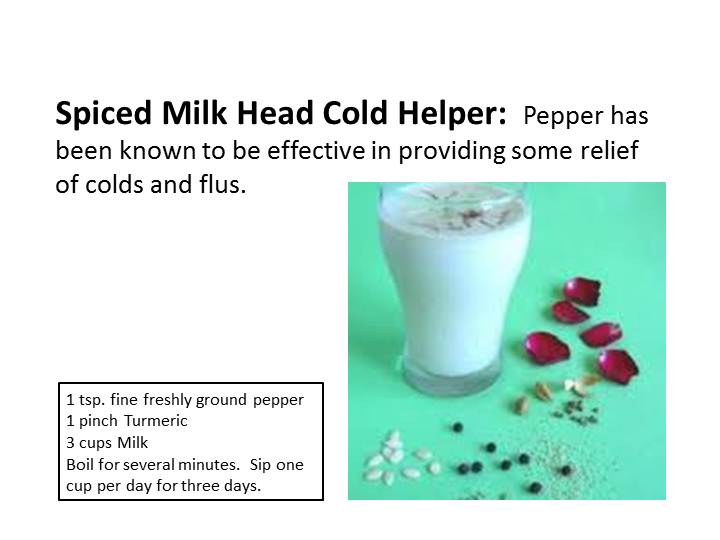 Spiced Milk Head Cold Helper: Pepper has
been known to be effective in providing some relief
of colds and flus.
1 tsp. fine freshly ground pepper
1 pinch Turmeric
3 cups Milk
Boil for several minutes. Sip one
cup per day for three days.